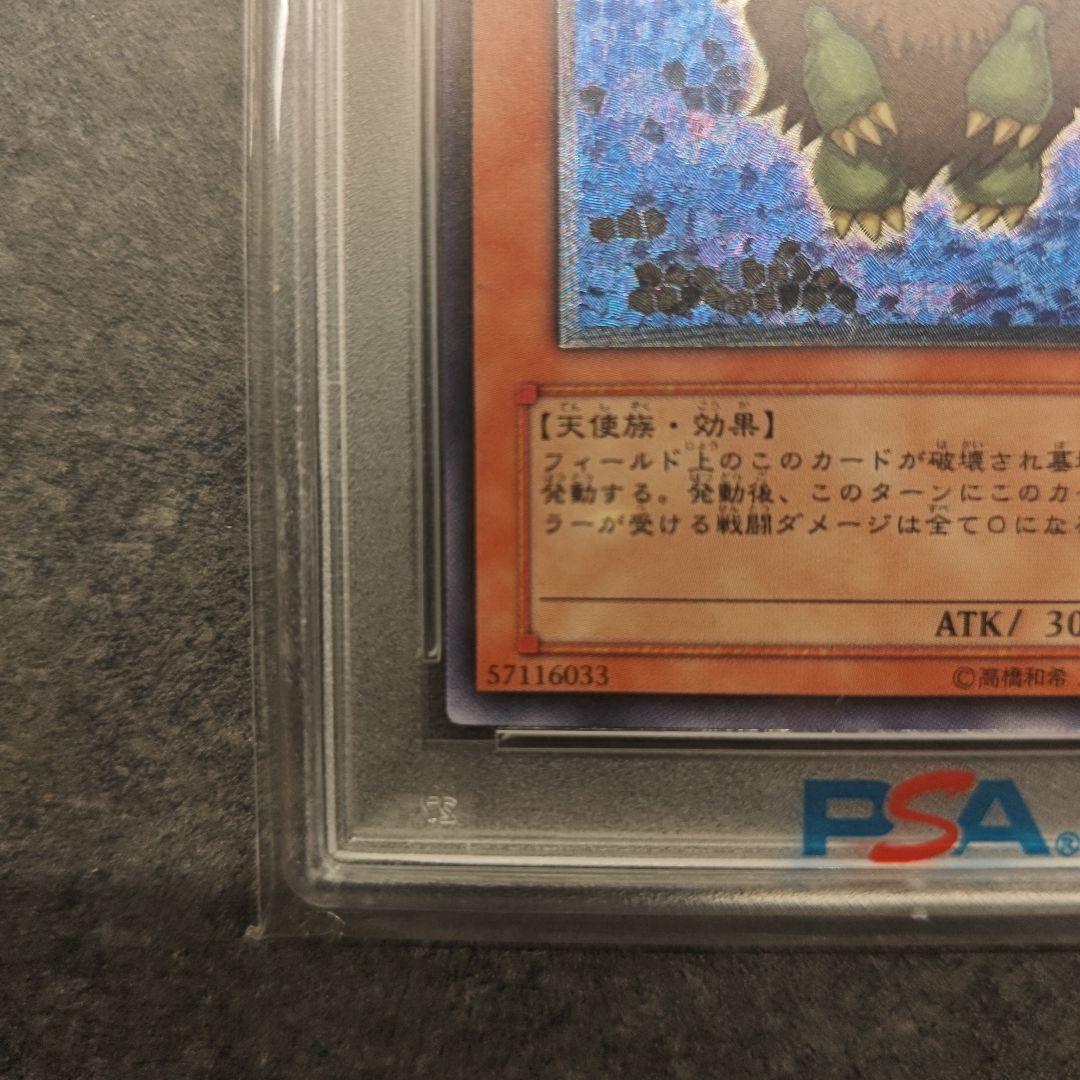 【天使族・効果】
フィールド上のこのカードが破壊され墓
発動する。発動後、このターンにこのカー
ラーが受ける戦闘ダメージは全て0にな
ATK/ 30
57116033
©高橋和希
PSA®